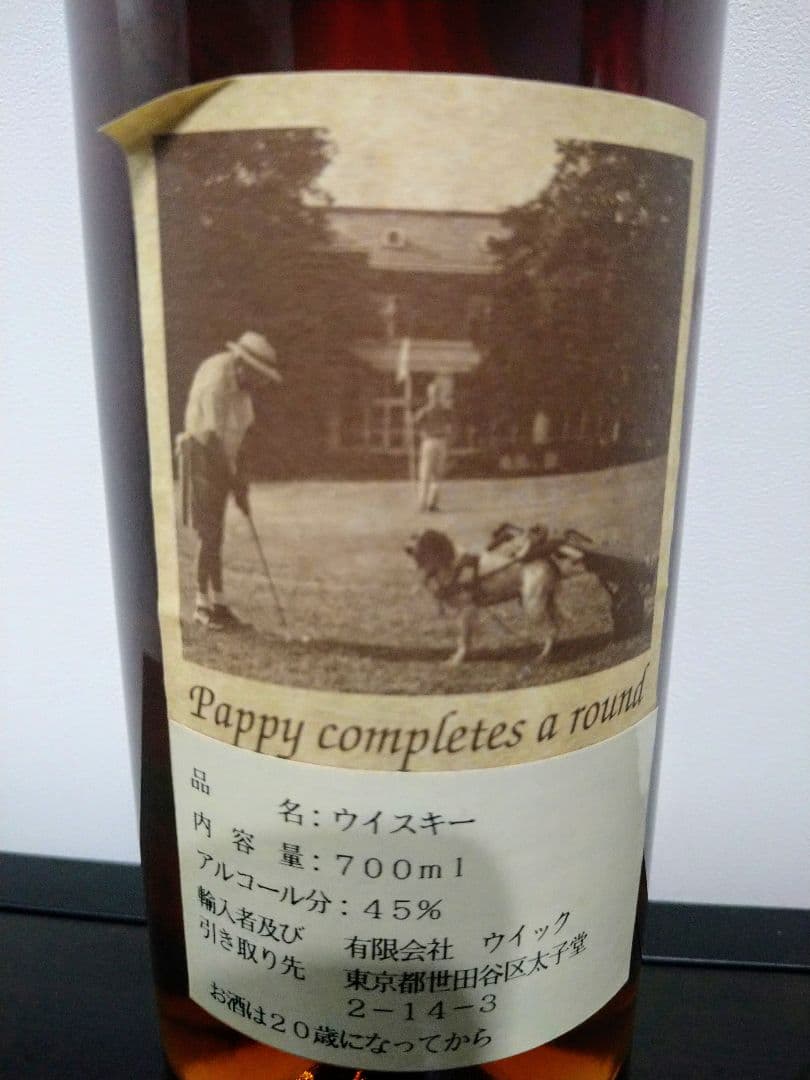 Pappy completes a round
品　　名：ウイスキー
内　容　量：７００ｍｌ
アルコール分：４５％
輸入者及び　有限会社　ウイック
引き取り先　東京都世田谷区太子堂
２－１４－３
お酒は２０歳になってから